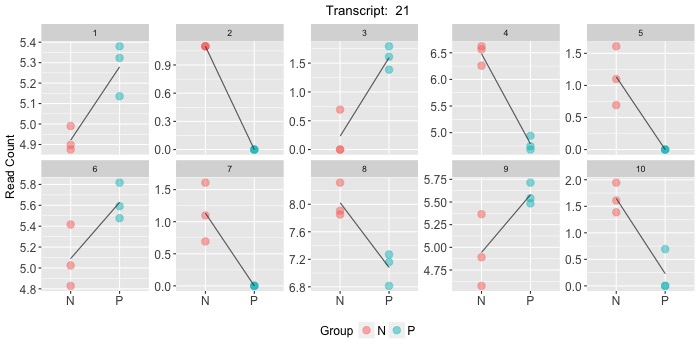 Transcript: 21
1 2 3 4 5
5.4 5.3 5.2 5.1 5.0 4.9
0.9 0.6 0.3 0.0
1.5 1.0 0.5 0.0
6.5 6.0 5.5 5.0
1.5 1.0 0.5 0.0
Read Count
6 7 8 9 10
5.8 5.6 5.4 5.2 5.0 4.8
1.5 1.0 0.5 0.0
8.0 7.6 7.2 6.8
5.75 5.50 5.25 5.00 4.75
2.0 1.5 1.0 0.5 0.0
N P N P N P N P N P
Group N P